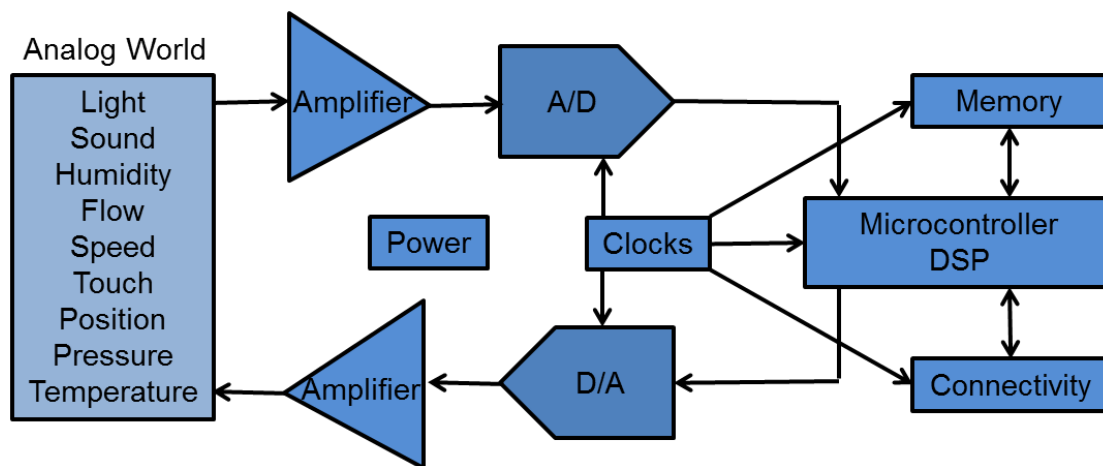 Analog World
Light
Sound
Humidity
Flow
Speed
Touch
Position
Pressure
Temperature
Amplifier
A/D
Memory
Power
Clocks
Microcontroller
DSP
Amplifier
D/A
Connectivity